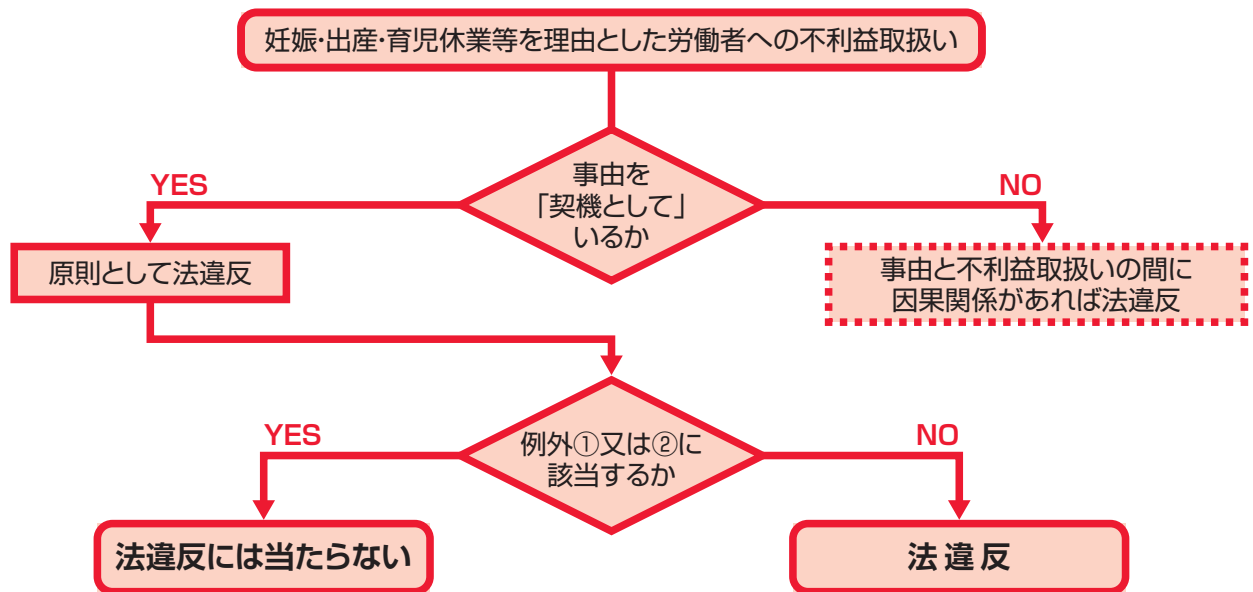 妊娠・出産・育児休業等を理由とした労働者への不利益取扱い
事由を
「契機として」
いるか
YES
NO
原則として法違反
事由と不利益取扱いの間に
因果関係があれば法違反
例外①又は②に
該当するか
YES
NO
法違反には当たらない
法違反